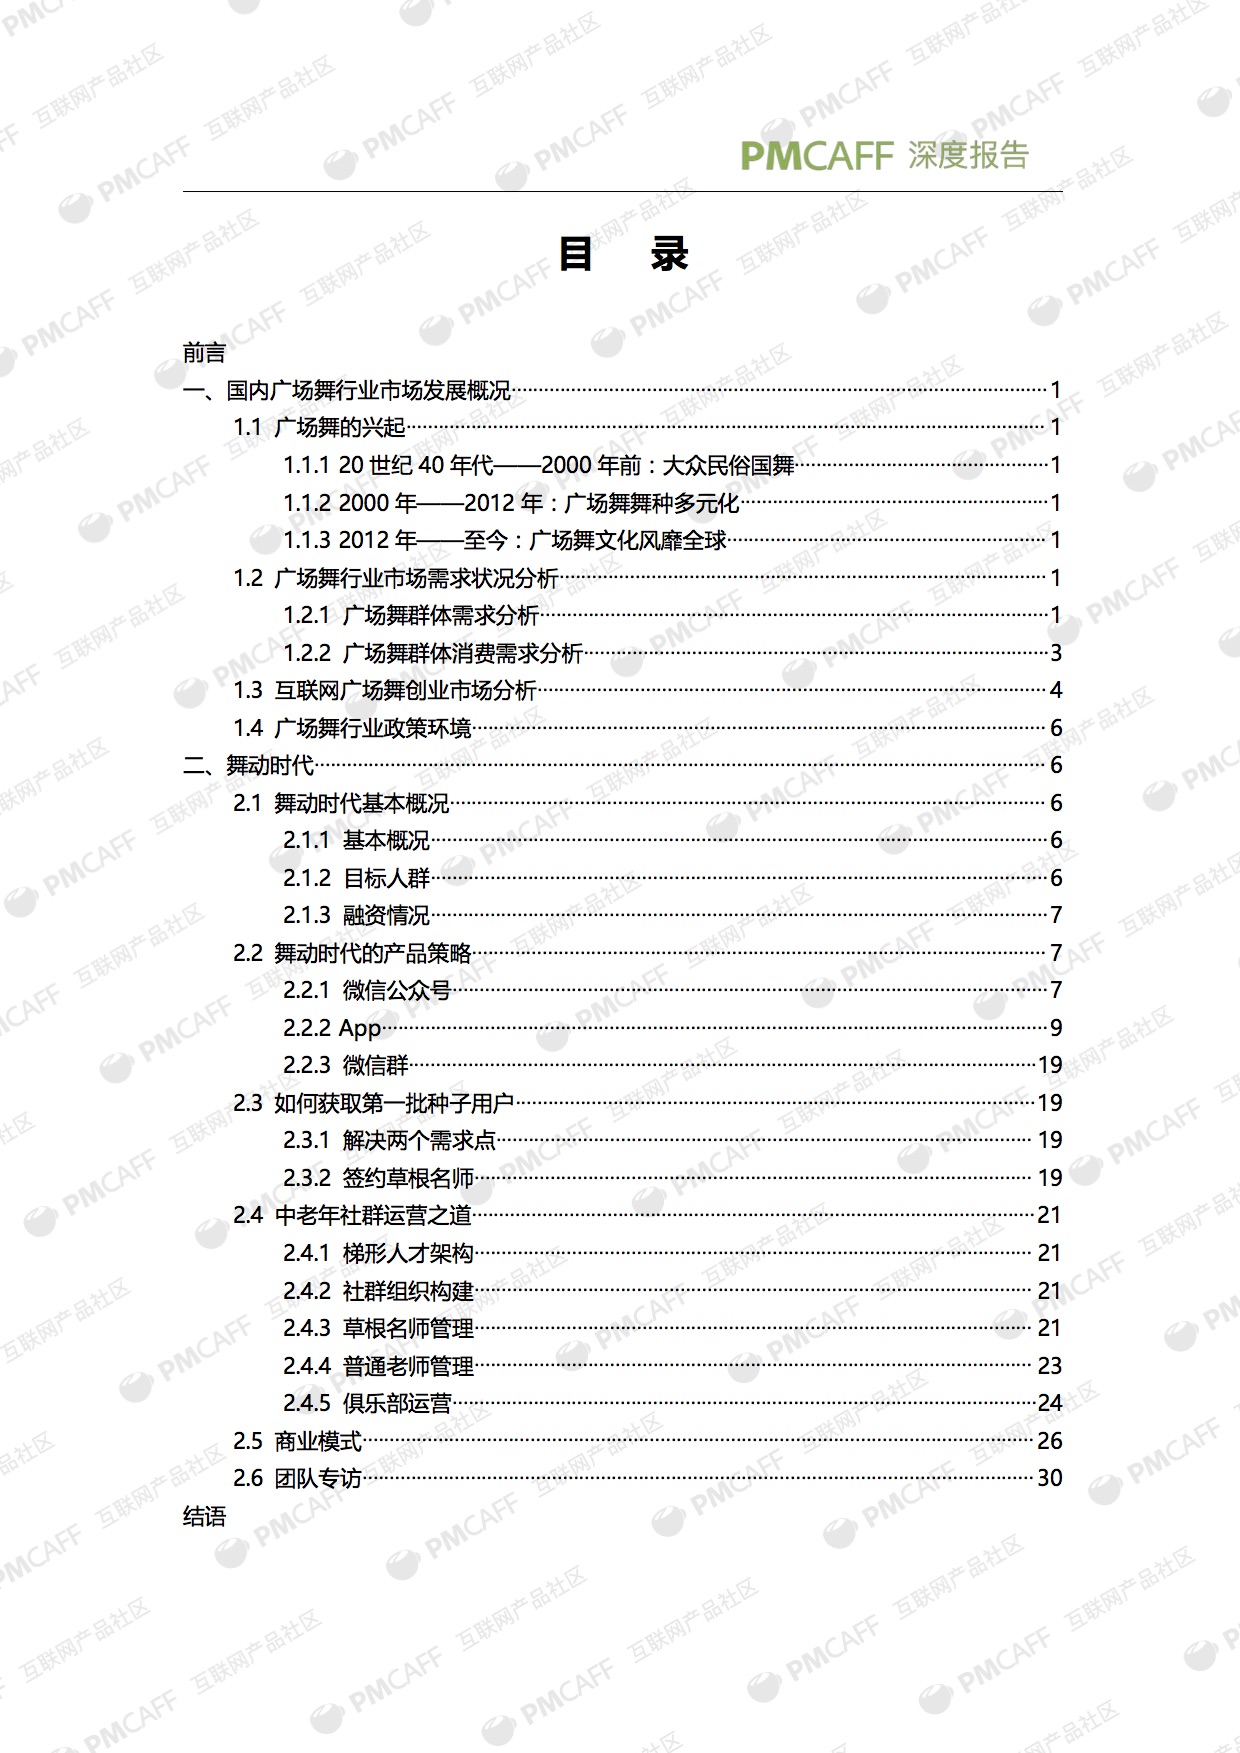 PMCAFF 深度报告
目 录
前言
一、国内广场舞行业市场发展概况 1
1.1 广场舞的兴起 1
1.1.1 20 世纪 40 年代——2000 年前：大众民俗国舞 1
1.1.2 2000 年——2012 年：广场舞舞种多元化 1
1.1.3 2012 年——至今：广场舞文化风靡全球 1
1.2 广场舞行业市场需求状况分析 1
1.2.1 广场舞群体需求分析 1
1.2.2 广场舞群体消费需求分析 3
1.3 互联网广场舞创业市场分析 4
1.4 广场舞行业政策环境 6
二、舞动时代 6
2.1 舞动时代基本概况 6
2.1.1 基本概况 6
2.1.2 目标人群 6
2.1.3 融资情况 7
2.2 舞动时代的产品策略 7
2.2.1 微信公众号 7
2.2.2 App 9
2.2.3 微信群 19
2.3 如何获取第一批种子用户 19
2.3.1 解决两个需求点 19
2.3.2 签约草根名师 19
2.4 中老年社群运营之道 21
2.4.1 梯形人才架构 21
2.4.2 社群组织构建 21
2.4.3 草根名师管理 21
2.4.4 普通老师管理 23
2.4.5 俱乐部运营 24
2.5 商业模式 26
2.6 团队专访 30
结语
PMCAFF 互联网产品社区